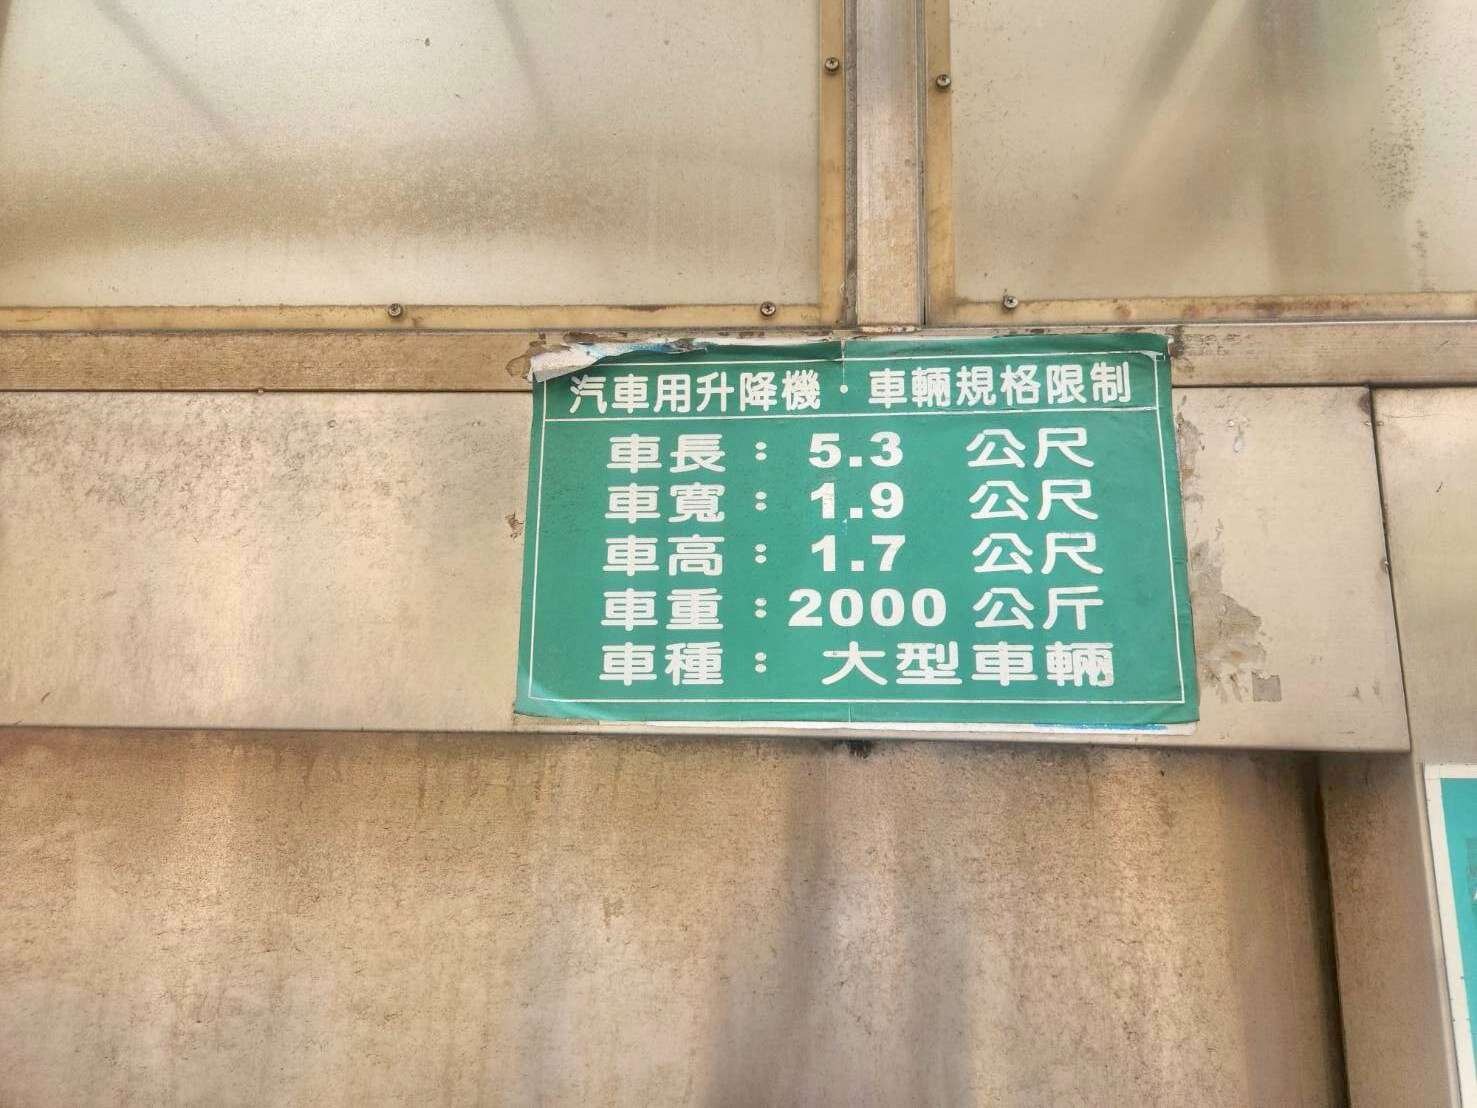 汽車用升降機・車輛規格限制
車長：5.3 公尺
車寬：1.9 公尺
車高：1.7 公尺
車重：2000 公斤
車種：大型車輛